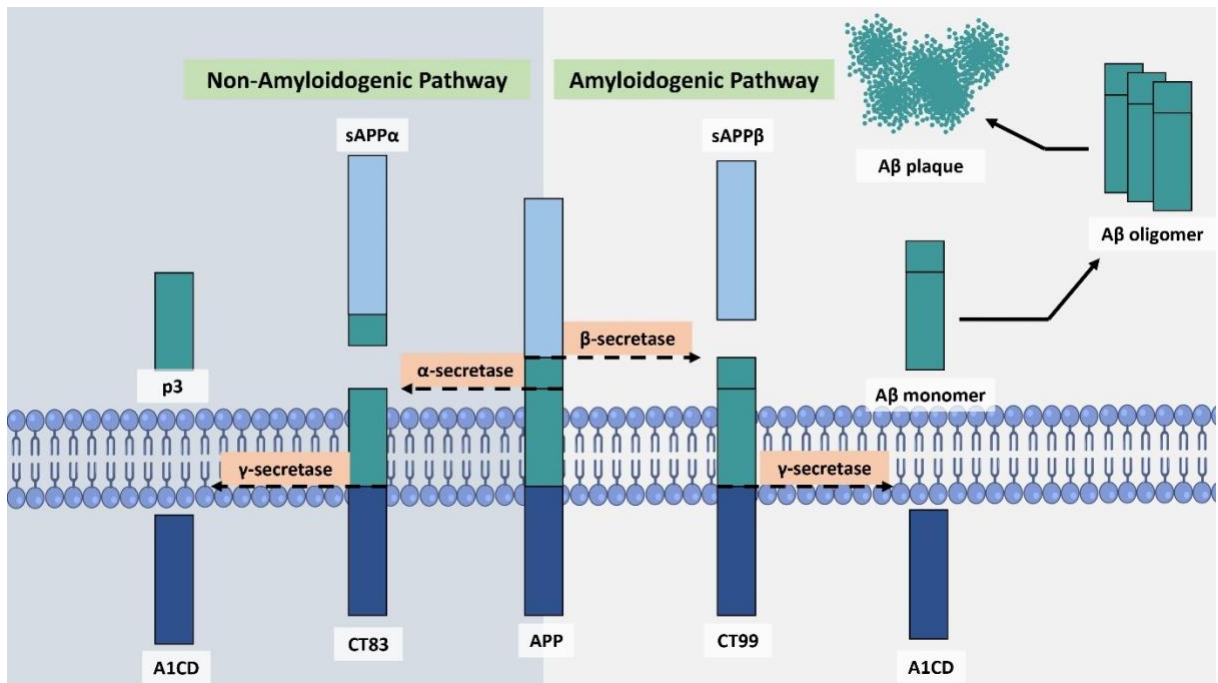 Non-Amyloidogenic Pathway
Amyloidogenic Pathway
sAPPα
sAPPβ
Aβ plaque
Aβ oligomer
β-secretase
α-secretase
p3
Aβ monomer
γ-secretase
γ-secretase
A1CD
CT83
APP
CT99
A1CD